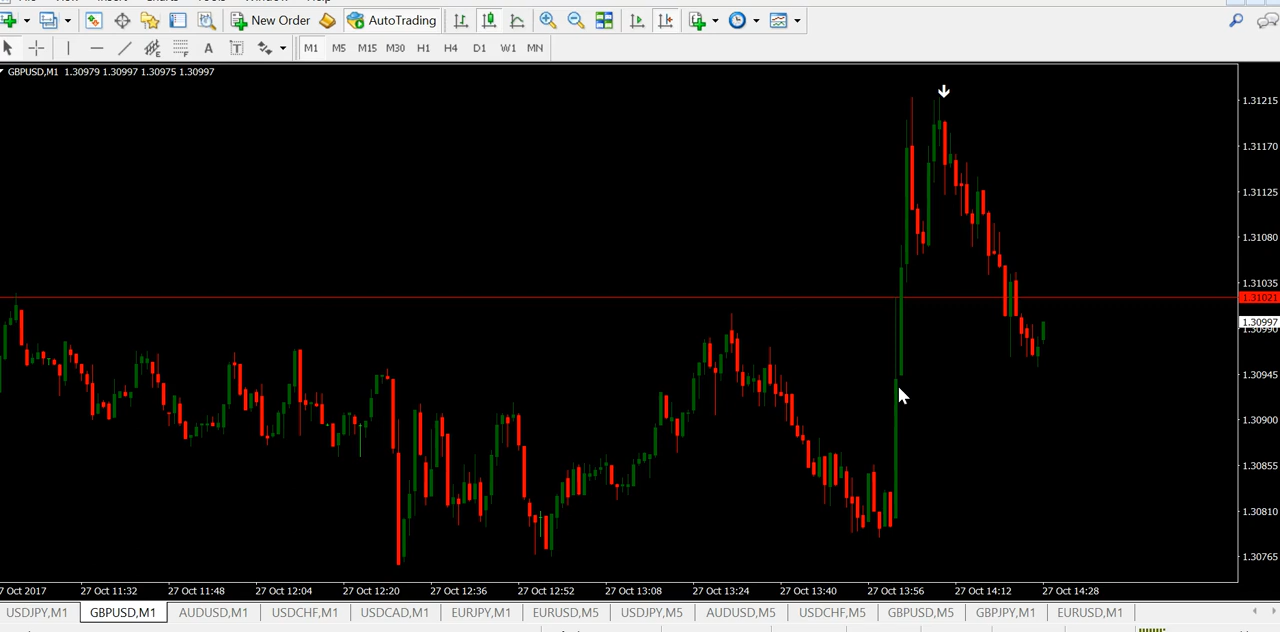 New Order AutoTrading
A T M1 M5 M15 M30 H1 H4 D1 W1 MN
GBPUSD,M1 1.30979 1.30997 1.30975 1.30997
1.31215
1.31170
1.31125
1.31080
1.31035
1.31021
1.30997
1.30990
1.30945
1.30900
1.30855
1.30810
1.30765
Oct 2017 27 Oct 11:32 27 Oct 11:48 27 Oct 12:04 27 Oct 12:20 27 Oct 12:36 27 Oct 12:52 27 Oct 13:08 27 Oct 13:24 27 Oct 13:40 27 Oct 13:56 27 Oct 14:12 27 Oct 14:28
USDJPY,M1 GBPUSD,M1 AUDUSD,M1 USDCHF,M1 USDCAD,M1 EURJPY,M1 EURUSD,M5 USDJPY,M5 AUDUSD,M5 USDCHF,M5 GBPUSD,M5 GBPJPY,M1 EURUSD,M1